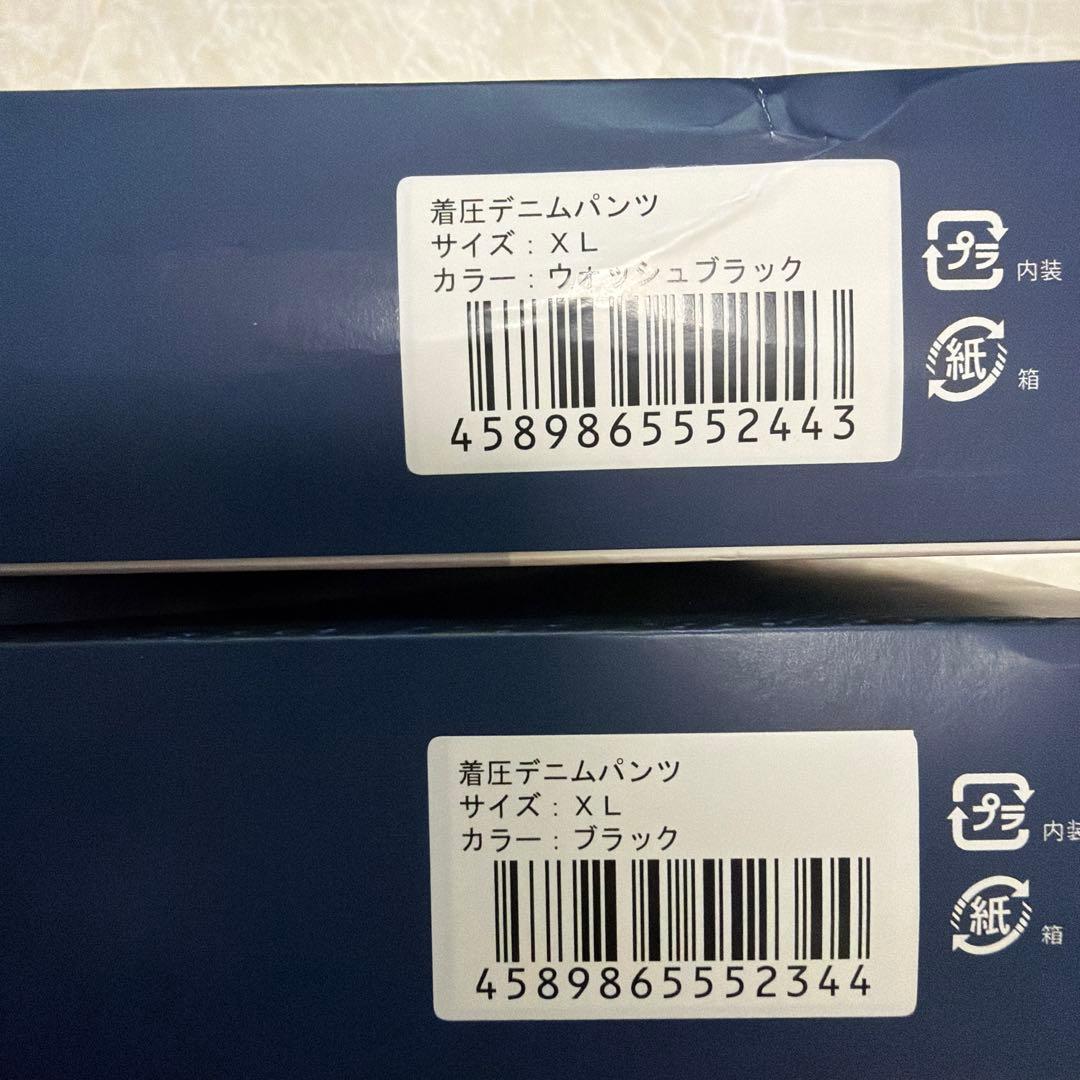 着圧デニムパンツ
サイズ：ＸＬ
カラー：ウォッシュブラック
4589865552443
プラ
内装
紙
箱
着圧デニムパンツ
サイズ：ＸＬ
カラー：ブラック
4589865552344
プラ
内装
紙
箱